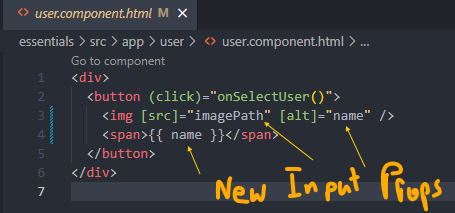 user.component.html M ×
essentials > src > app > user > user.component.html > ...
Go to component
1 <div>
2 <button (click)="onSelectUser()">
3 <img [src]="imagePath" [alt]="name" />
4 <span>{{ name }}</span>
5 </button>
6 </div>
7
New Input Props